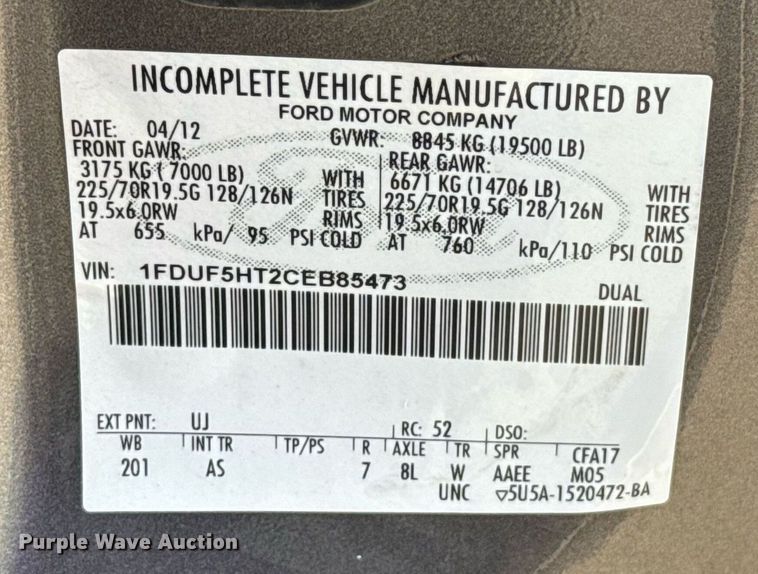 INCOMPLETE VEHICLE MANUFACTURED BY
FORD MOTOR COMPANY
DATE: 04/12 GVWR: 8845 KG (19500 LB)
FRONT GAWR: REAR GAWR:
3175 KG ( 7000 LB) WITH 6671 KG (14706 LB) WITH
225/70R19.5G 128/126N TIRES 225/70R19.5G 128/126N TIRES
19.5x6.0RW RIMS 19.5x6.0RW RIMS
AT 655 kPa/ 95 PSI COLD AT 760 kPa/110 PSI COLD
VIN: 1FDUF5HT2CEB85473
DUAL
EXT PNT: UJ RC: 52 DSO:
WB INT TR TP/PS R AXLE TR SPR CFA17
201 AS 7 8L W AAEE M05
UNC ▽5U5A-1520472-BA
Purple Wave Auction